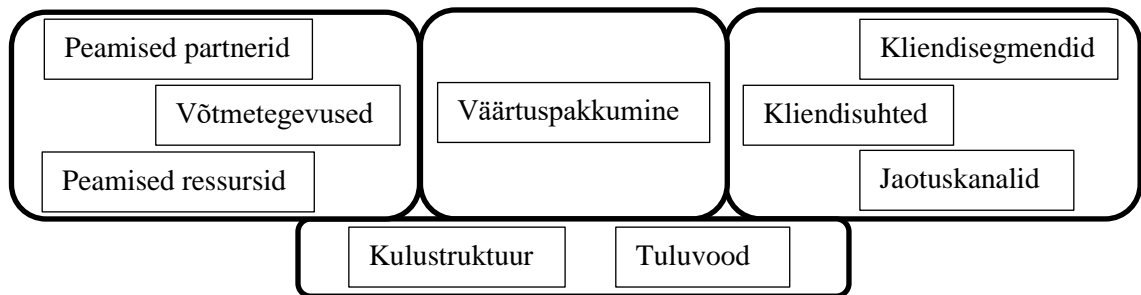 Peamised partnerid
Võtmetegevused
Peamised ressursid
Väärtuspakkumine
Kliendisegmendid
Kliendisuhted
Jaotuskanalid
Kulustruktuur
Tuluvood